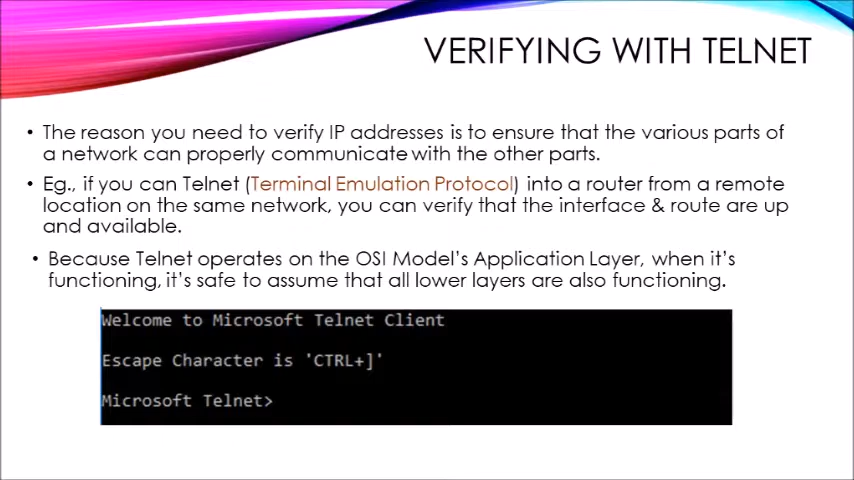 VERIFYING WITH TELNET
• The reason you need to verify IP addresses is to ensure that the various parts of
a network can properly communicate with the other parts.
• Eg., if you can Telnet (Terminal Emulation Protocol) into a router from a remote
location on the same network, you can verify that the interface & route are up
and available.
• Because Telnet operates on the OSI Model's Application Layer, when it's
functioning, it's safe to assume that all lower layers are also functioning.
Welcome to Microsoft Telnet Client
Escape Character is 'CTRL+]'
Microsoft Telnet>